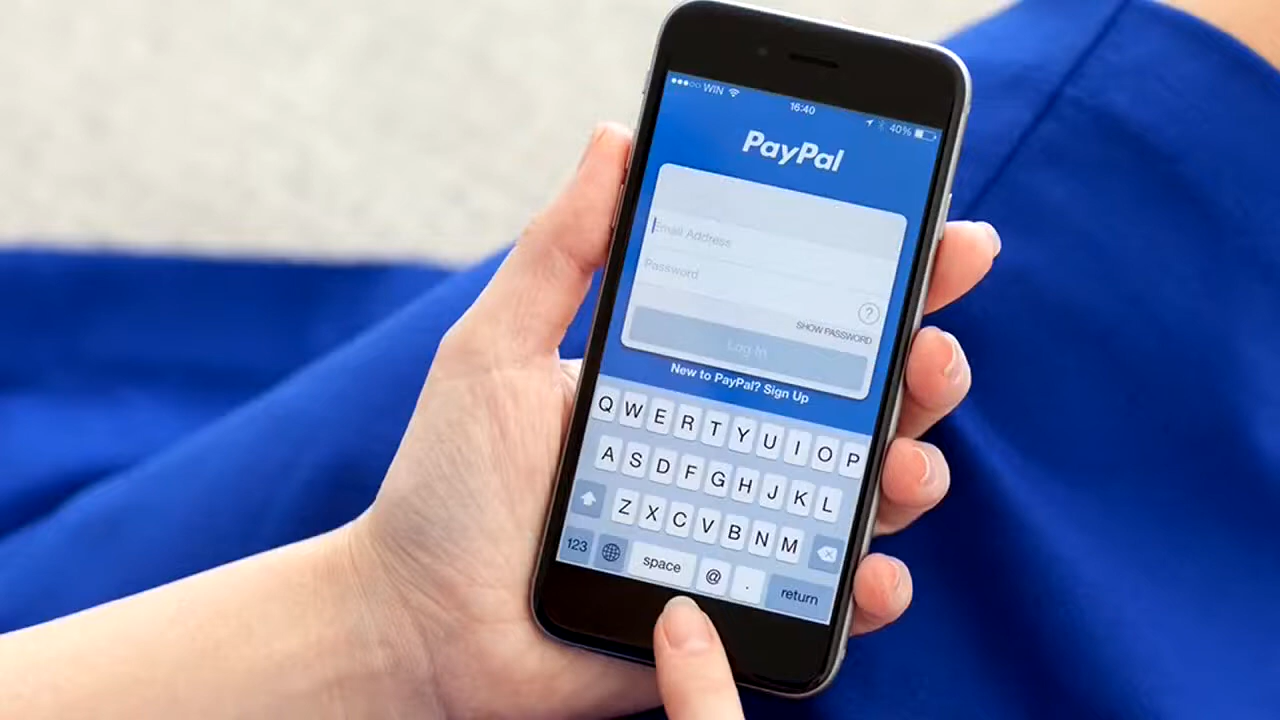 WIN 16:40 40%
PayPal
Email Address
Password
?
SHOW PASSWORD
Log In
New to PayPal? Sign Up
Q W E R T Y U I O P
A S D F G H J K L
Z X C V B N M
123 space @ . return